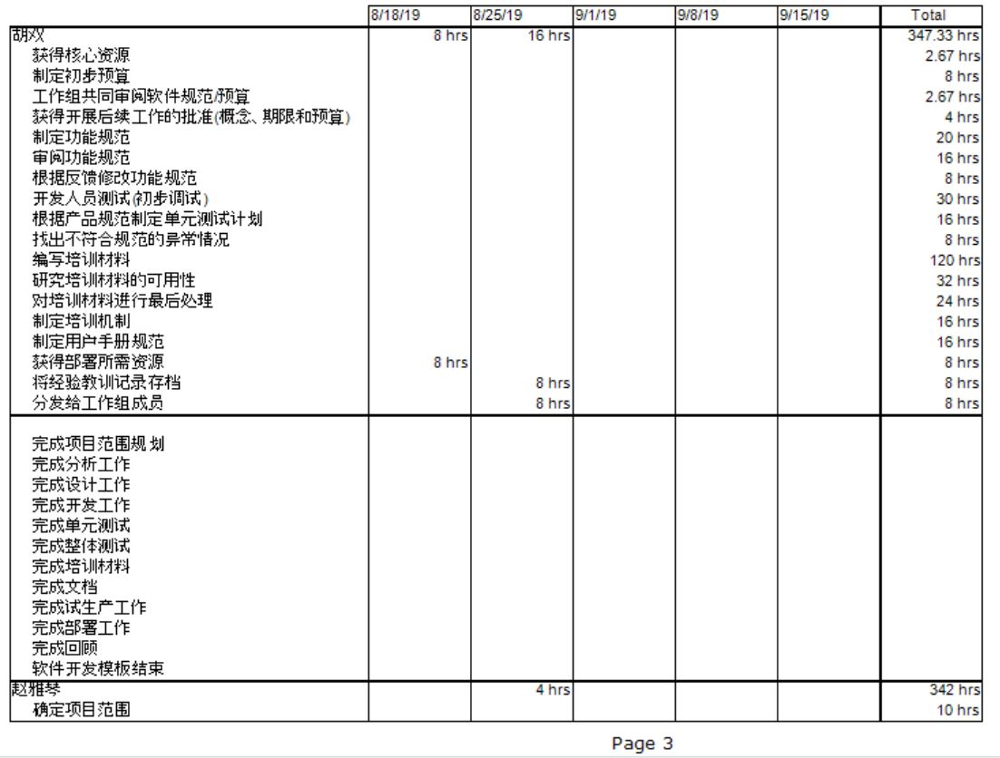 8/18/19 8/25/19 9/1/19 9/8/19 9/15/19 Total
胡双 8 hrs 16 hrs 347.33 hrs
获得核心资源 2.67 hrs
制定初步预算 8 hrs
工作组共同审阅软件规范/预算 2.67 hrs
获得开展后续工作的批准(概念、期限和预算) 4 hrs
制定功能规范 20 hrs
审阅功能规范 16 hrs
根据反馈修改功能规范 8 hrs
开发人员测试(初步调试) 30 hrs
根据产品规范制定单元测试计划 16 hrs
找出不符合规范的异常情况 8 hrs
编写培训材料 120 hrs
研究培训材料的可用性 32 hrs
对培训材料进行最后处理 24 hrs
制定培训机制 16 hrs
制定用户手册规范 16 hrs
获得部署所需资源 8 hrs 8 hrs
将经验教训记录存档 8 hrs 8 hrs
分发给工作组成员 8 hrs 8 hrs
完成项目范围规划
完成分析工作
完成设计工作
完成开发工作
完成单元测试
完成整体测试
完成培训材料
完成文档
完成试生产工作
完成部署工作
完成回顾
软件开发模板结束
赵雅琴 4 hrs 342 hrs
确定项目范围 10 hrs
Page 3